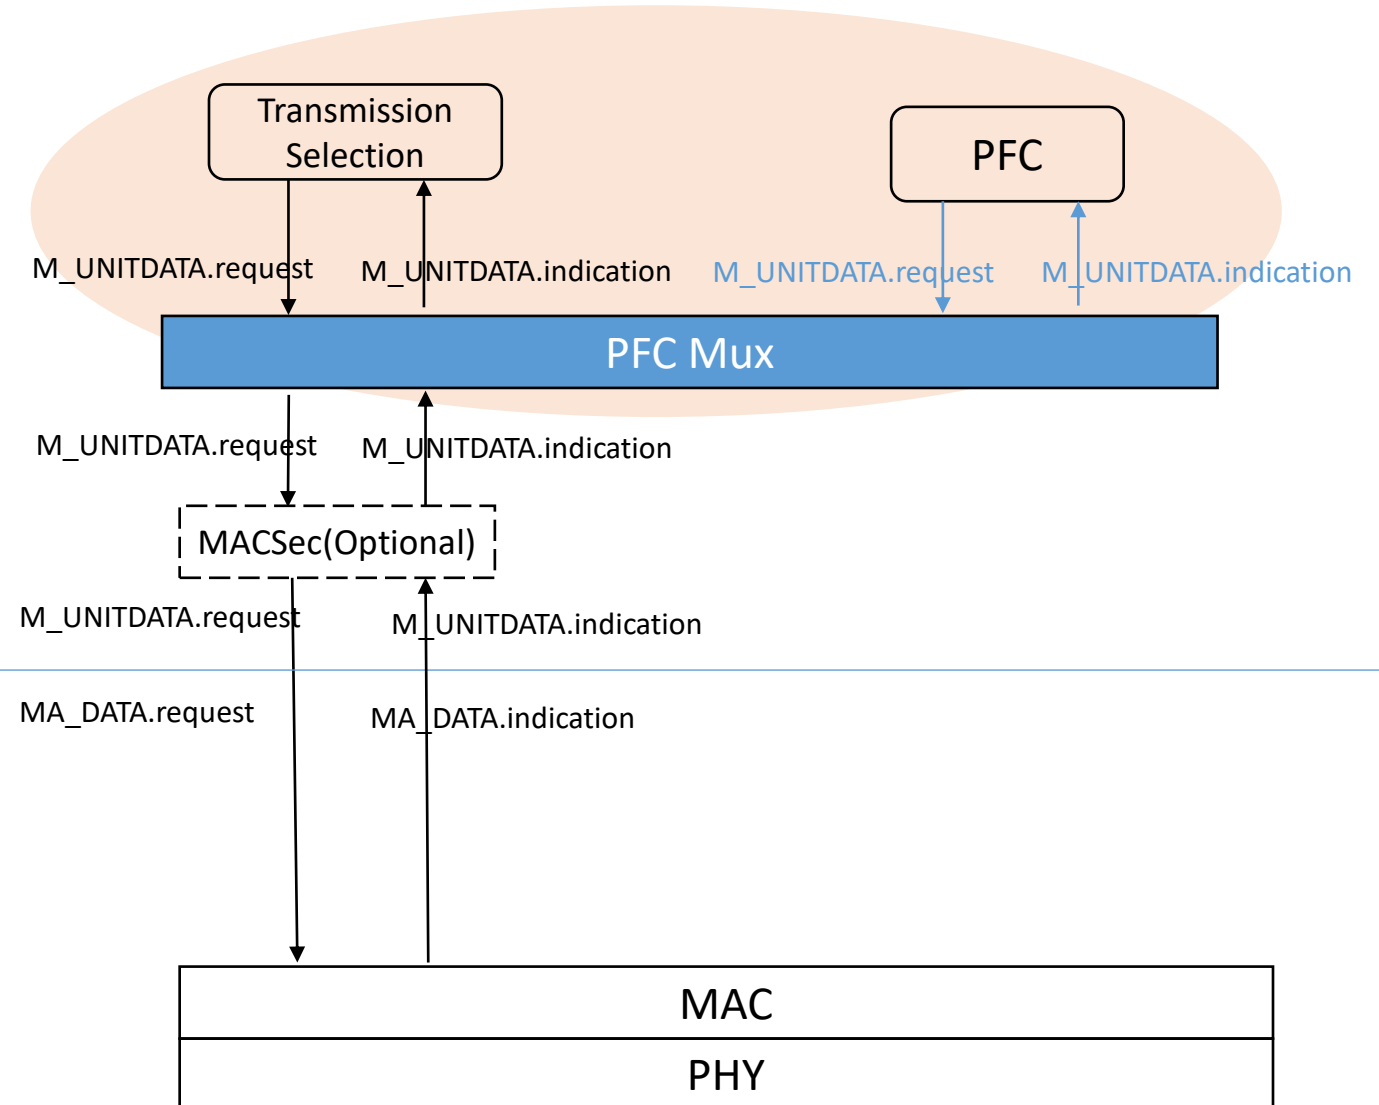 Transmission
Selection
PFC
M_UNITDATA.request
M_UNITDATA.indication
M_UNITDATA.request
M_UNITDATA.indication
PFC Mux
M_UNITDATA.request
M_UNITDATA.indication
MACSec(Optional)
M_UNITDATA.request
M_UNITDATA.indication
MA_DATA.request
MA_DATA.indication
MAC
PHY